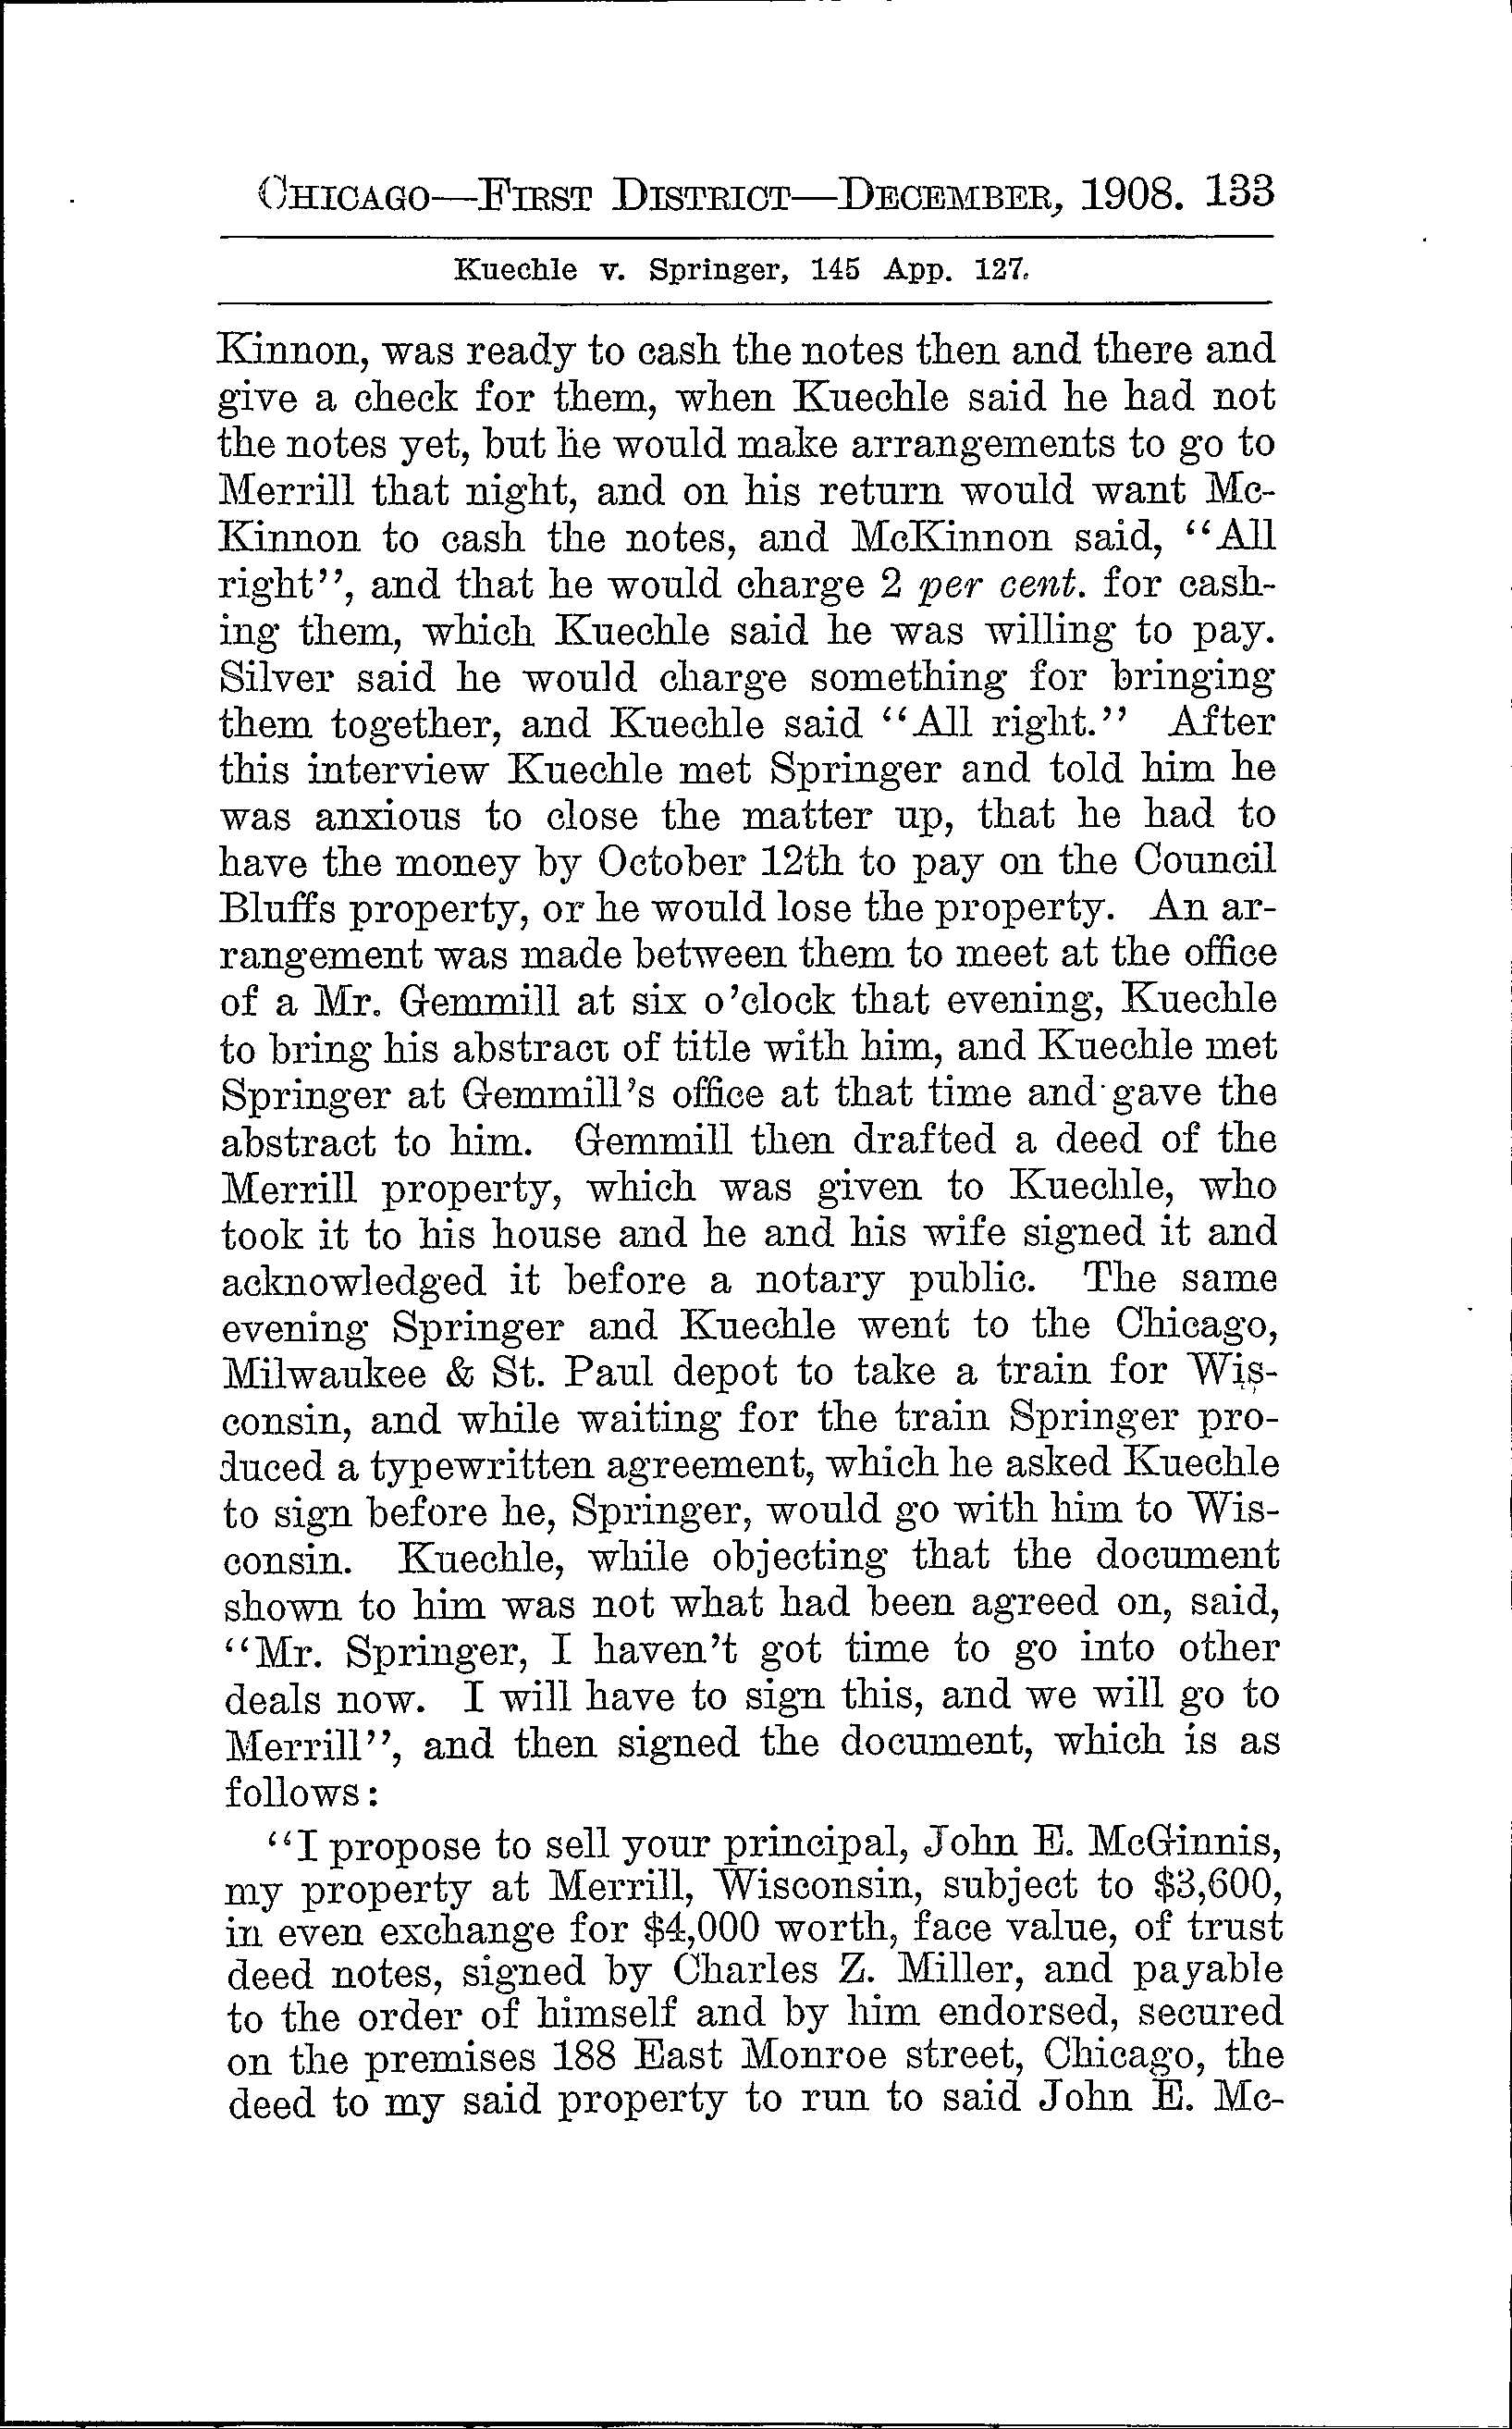 CHICAGO—FIRST DISTRICT—DECEMBER, 1908. 133
Kuechle v. Springer, 145 App. 127.
Kinnon, was ready to cash the notes then and there and
give a check for them, when Kuechle said he had not
the notes yet, but he would make arrangements to go to
Merrill that night, and on his return would want Mc-
Kinnon to cash the notes, and McKinnon said, "All
right", and that he would charge 2 per cent. for cash-
ing them, which Kuechle said he was willing to pay.
Silver said he would charge something for bringing
them together, and Kuechle said "All right." After
this interview Kuechle met Springer and told him he
was anxious to close the matter up, that he had to
have the money by October 12th to pay on the Council
Bluffs property, or he would lose the property. An ar-
rangement was made between them to meet at the office
of a Mr. Gemmill at six o'clock that evening, Kuechle
to bring his abstract of title with him, and Kuechle met
Springer at Gemmill's office at that time and gave the
abstract to him. Gemmill then drafted a deed of the
Merrill property, which was given to Kuechle, who
took it to his house and he and his wife signed it and
acknowledged it before a notary public. The same
evening Springer and Kuechle went to the Chicago,
Milwaukee & St. Paul depot to take a train for Wis-
consin, and while waiting for the train Springer pro-
duced a typewritten agreement, which he asked Kuechle
to sign before he, Springer, would go with him to Wis-
consin. Kuechle, while objecting that the document
shown to him was not what had been agreed on, said,
"Mr. Springer, I haven't got time to go into other
deals now. I will have to sign this, and we will go to
Merrill", and then signed the document, which is as
follows:
"I propose to sell your principal, John E. McGinnis,
my property at Merrill, Wisconsin, subject to $3,600,
in even exchange for $4,000 worth, face value, of trust
deed notes, signed by Charles Z. Miller, and payable
to the order of himself and by him endorsed, secured
on the premises 188 East Monroe street, Chicago, the
deed to my said property to run to said John E. Mc-